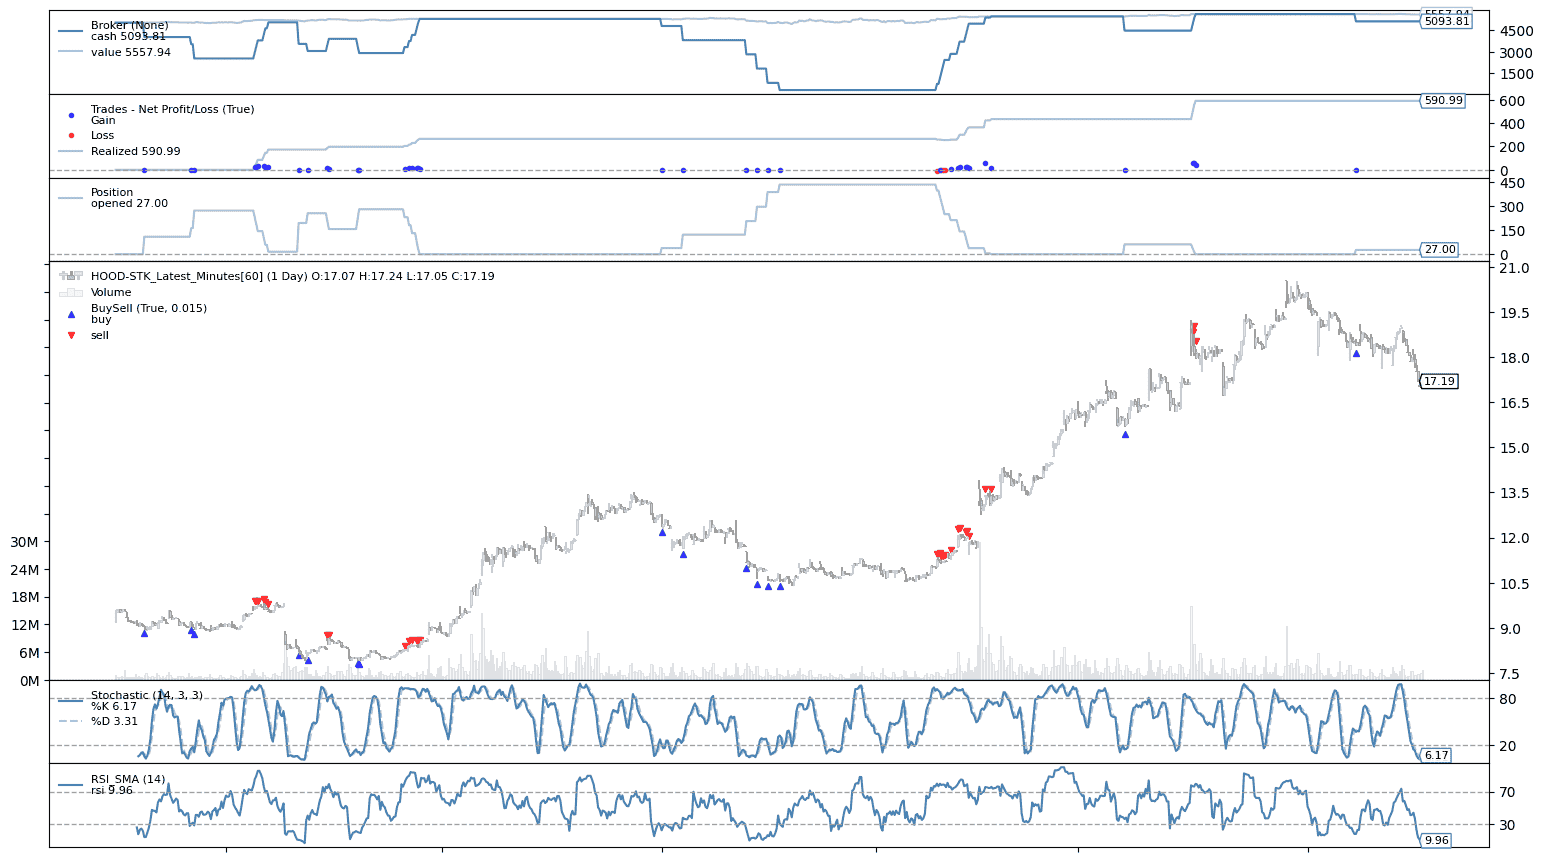 Broker (None)
cash 5093.81
value 5557.94
5557.94
5093.81
4500
3000
1500
Trades - Net Profit/Loss (True)
Gain
Loss
Realized 590.99
590.99
600
400
200
0
Position
opened 27.00
450
300
150
27.00
0
HOOD-STK_Latest_Minutes[60] (1 Day) O:17.07 H:17.24 L:17.05 C:17.19
Volume
BuySell (True, 0.015)
buy
sell
21.0
19.5
18.0
17.19
16.5
15.0
13.5
12.0
10.5
9.0
7.5
30M
24M
18M
12M
6M
0M
Stochastic (14, 3, 3)
%K 6.17
%D 3.31
80
20
6.17
RSI_SMA (14)
rsi 9.96
70
30
9.96